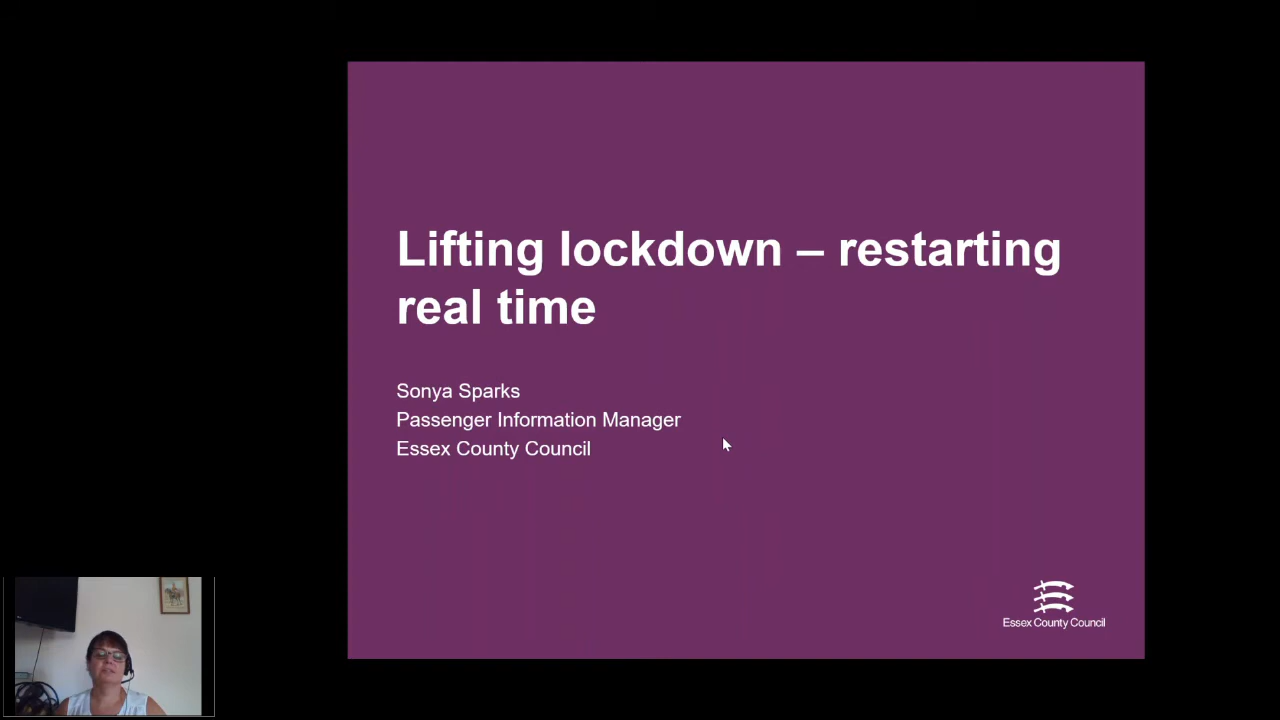 Lifting lockdown – restarting
real time
Sonya Sparks
Passenger Information Manager
Essex County Council
Essex County Council